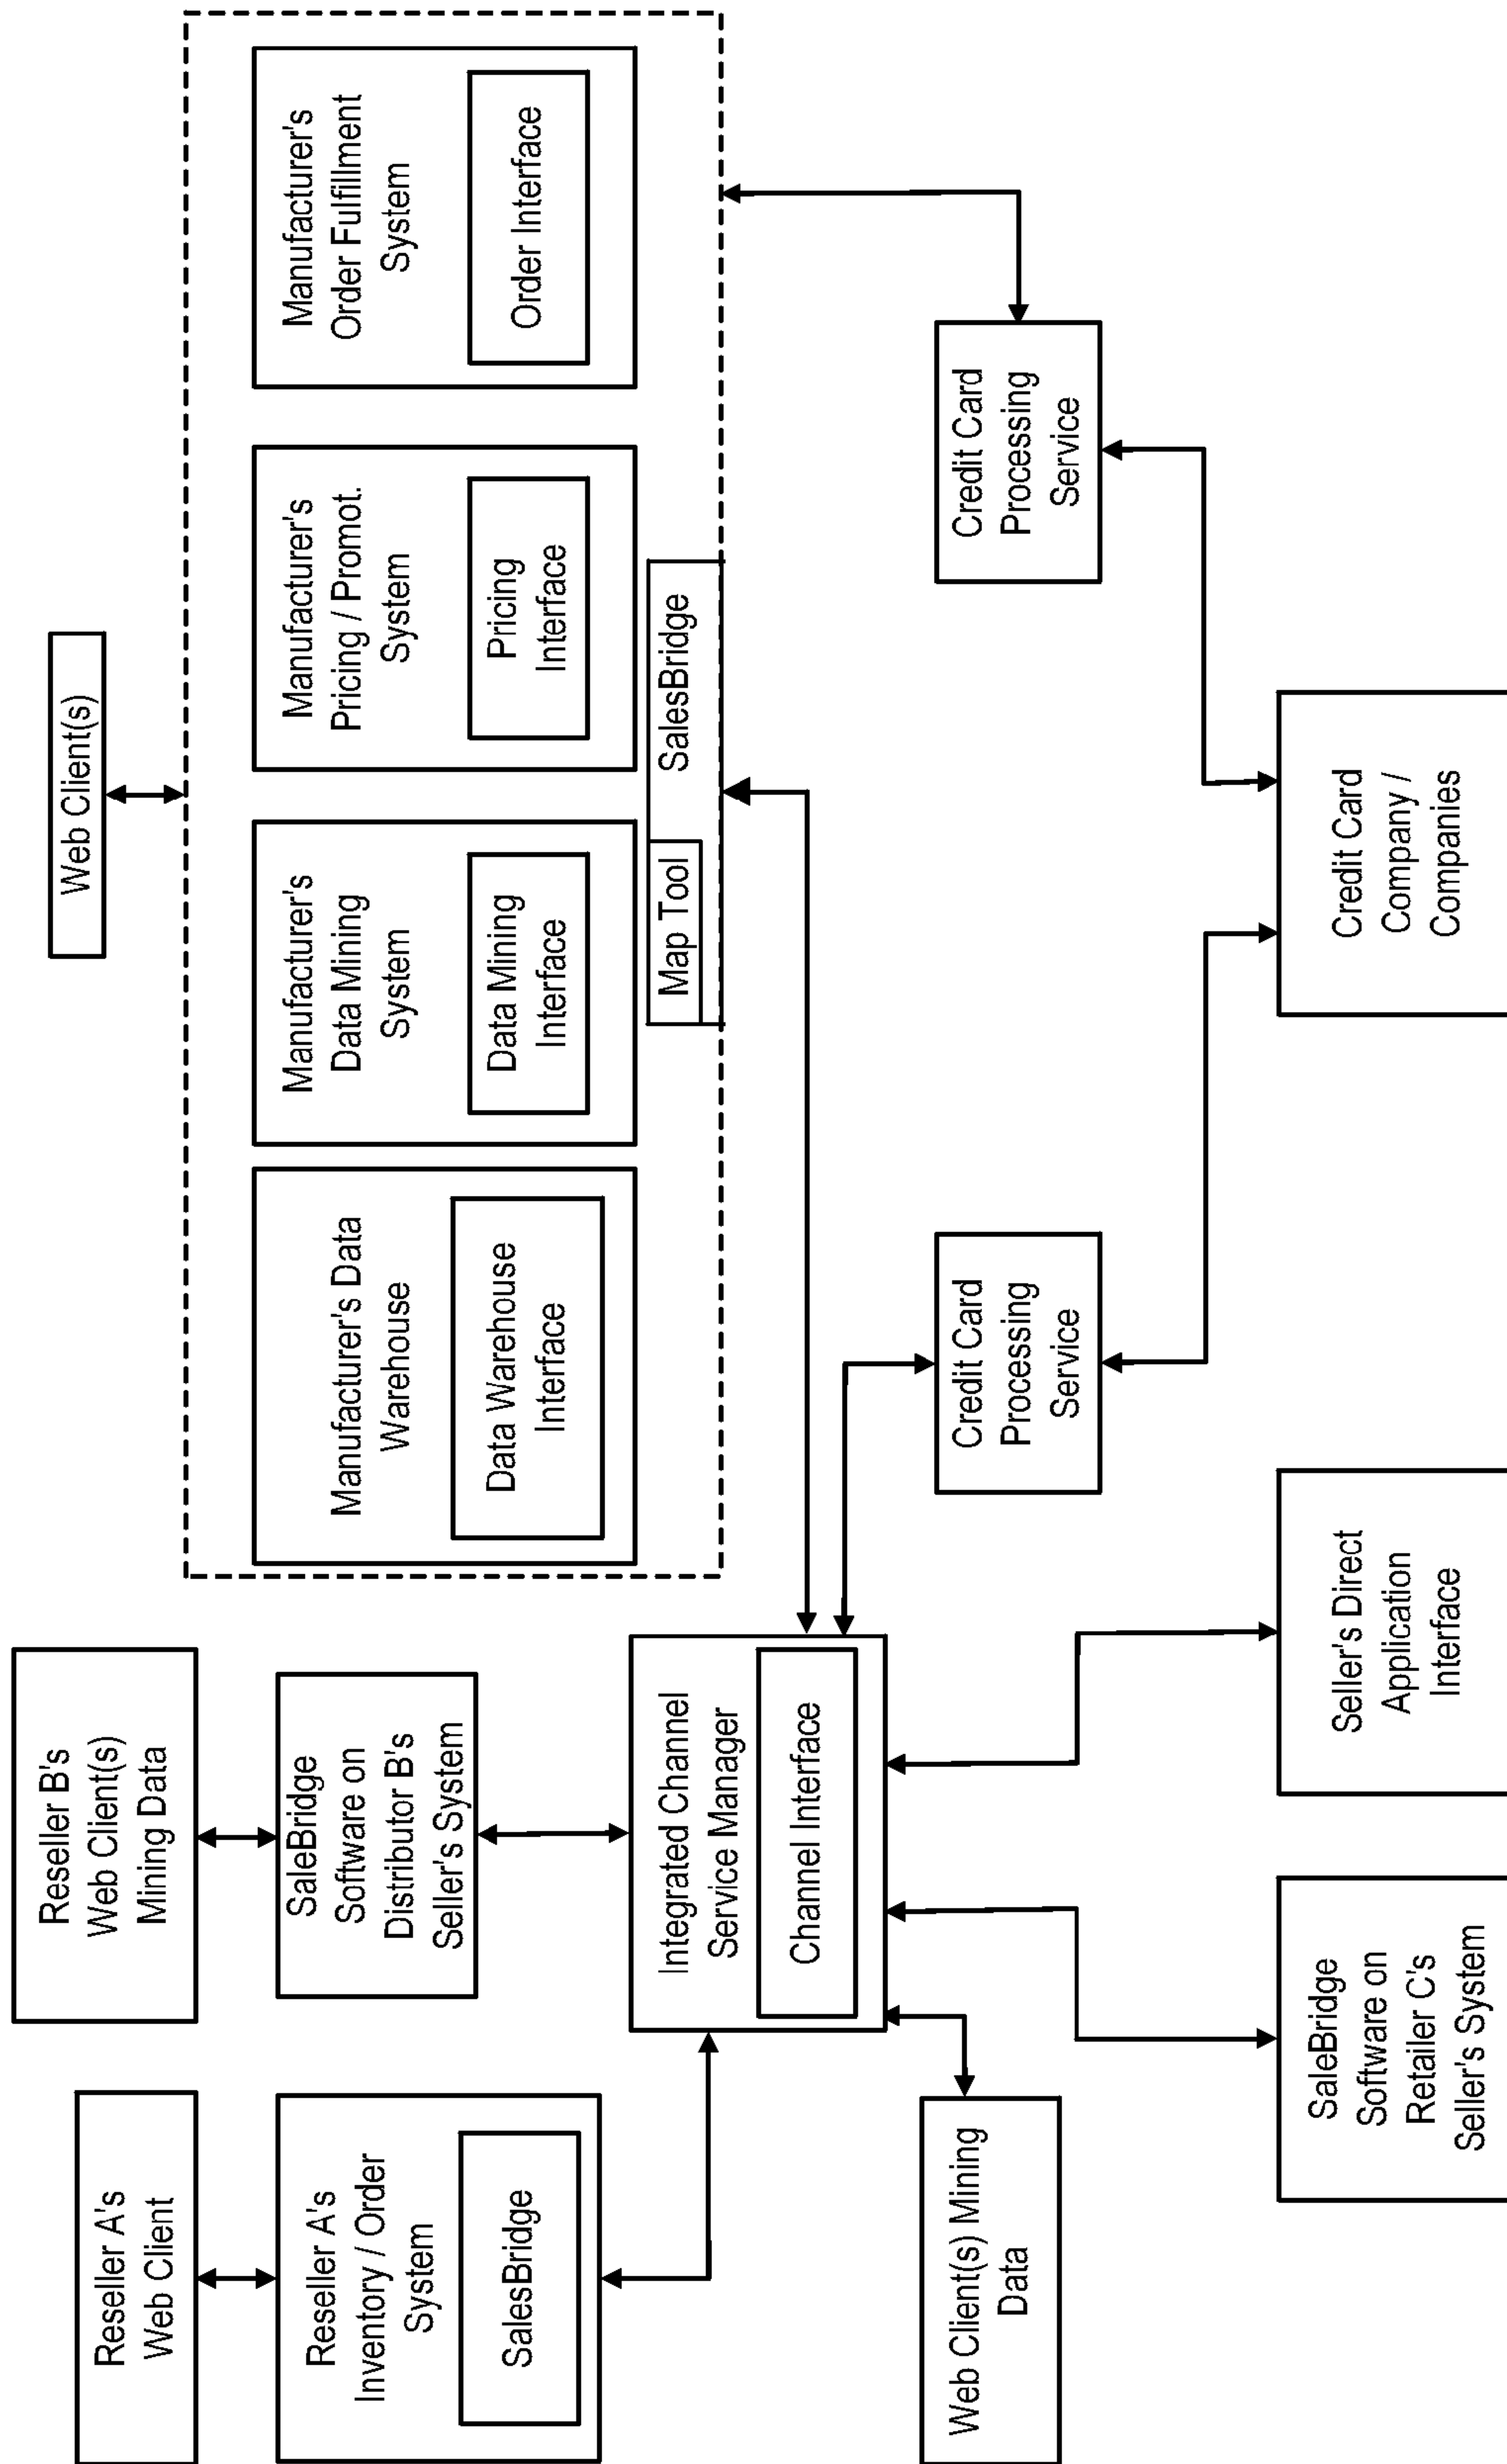 Reseller A's
Web Client
Reseller A's
Inventory / Order
System
SalesBridge
Web Client(s) Mining
Data
Reseller B's
Web Client(s)
Mining Data
SaleBridge
Software on
Distributor B's
Seller's System
Integrated Channel
Service Manager
Channel Interface
SaleBridge
Software on
Retailer C's
Seller's System
Seller's Direct
Application
Interface
Web Client(s)
Manufacturer's Data
Warehouse
Data Warehouse
Interface
Manufacturer's
Data Mining
System
Data Mining
Interface
Manufacturer's
Pricing / Promot.
System
Pricing
Interface
Manufacturer's
Order Fulfillment
System
Order Interface
Map Tool
SalesBridge
Credit Card
Processing
Service
Credit Card
Processing
Service
Credit Card
Company /
Companies